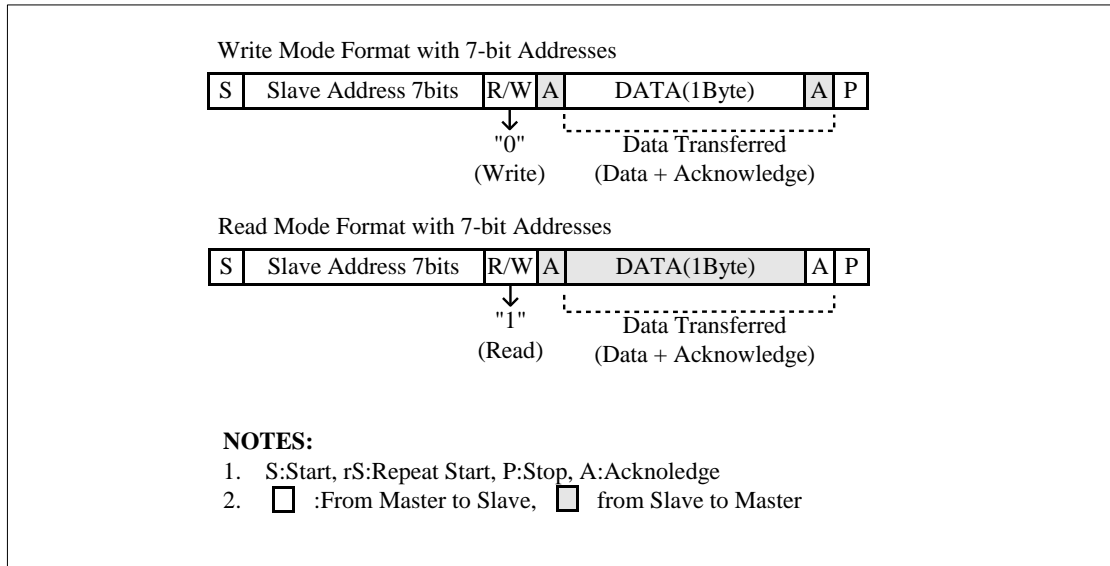 Write Mode Format with 7-bit Addresses
S Slave Address 7bits R/W A DATA(1Byte) A P
"0" Data Transferred
(Write) (Data + Acknowledge)
Read Mode Format with 7-bit Addresses
S Slave Address 7bits R/W A DATA(1Byte) A P
"1" Data Transferred
(Read) (Data + Acknowledge)
NOTES:
1. S:Start, rS:Repeat Start, P:Stop, A:Acknoledge
2. :From Master to Slave, from Slave to Master